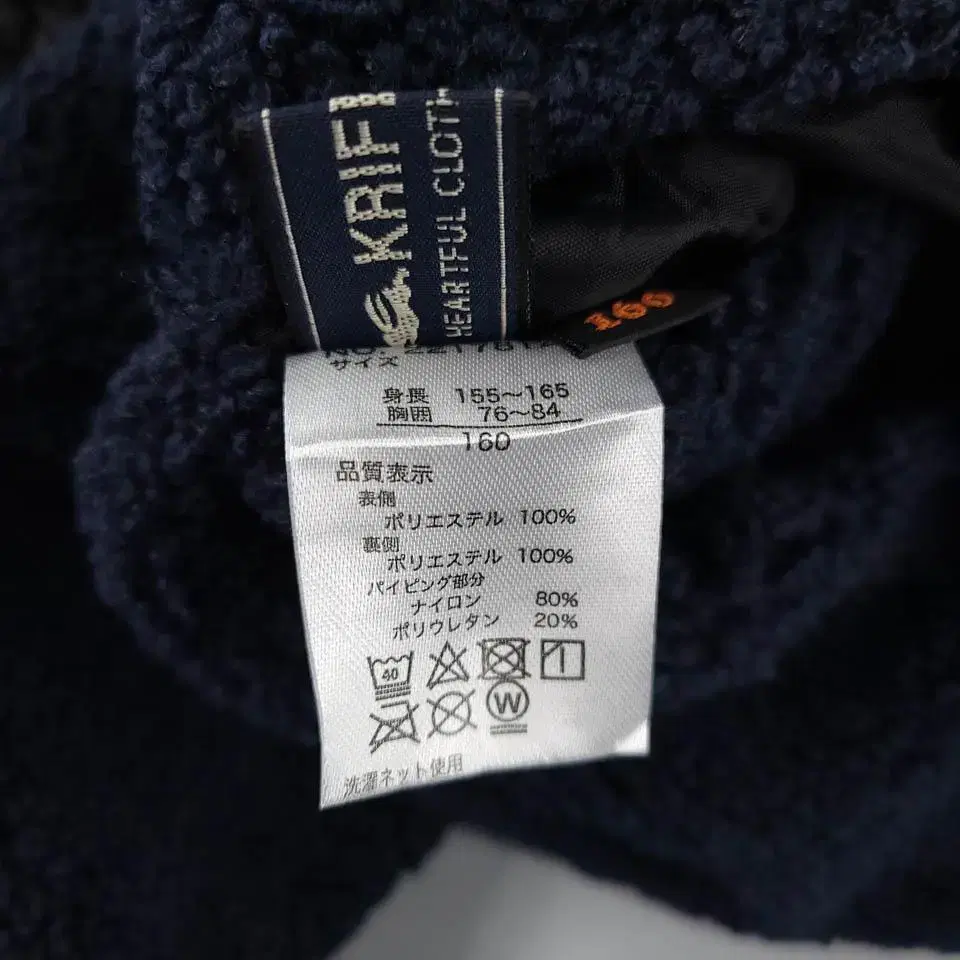 KRIFF
HEARTFUL CLOTH
160
サイズ
身長 155〜165
胸囲 76〜84
160
品質表示
表側
ポリエステル 100%
裏側
ポリエステル 100%
パイピング部分
ナイロン 80%
ポリウレタン 20%
40
W
洗濯ネット使用